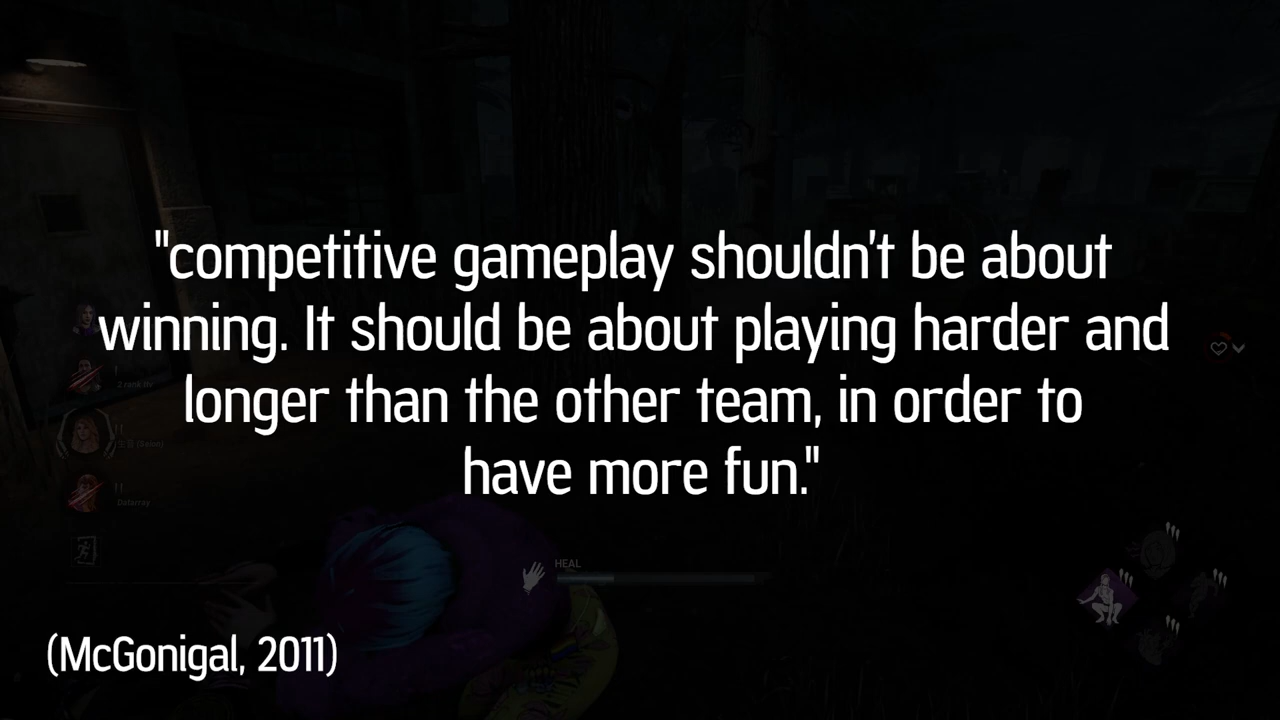 "competitive gameplay shouldn't be about
winning. It should be about playing harder and
longer than the other team, in order to
have more fun."
HEAL
(McGonigal, 2011)